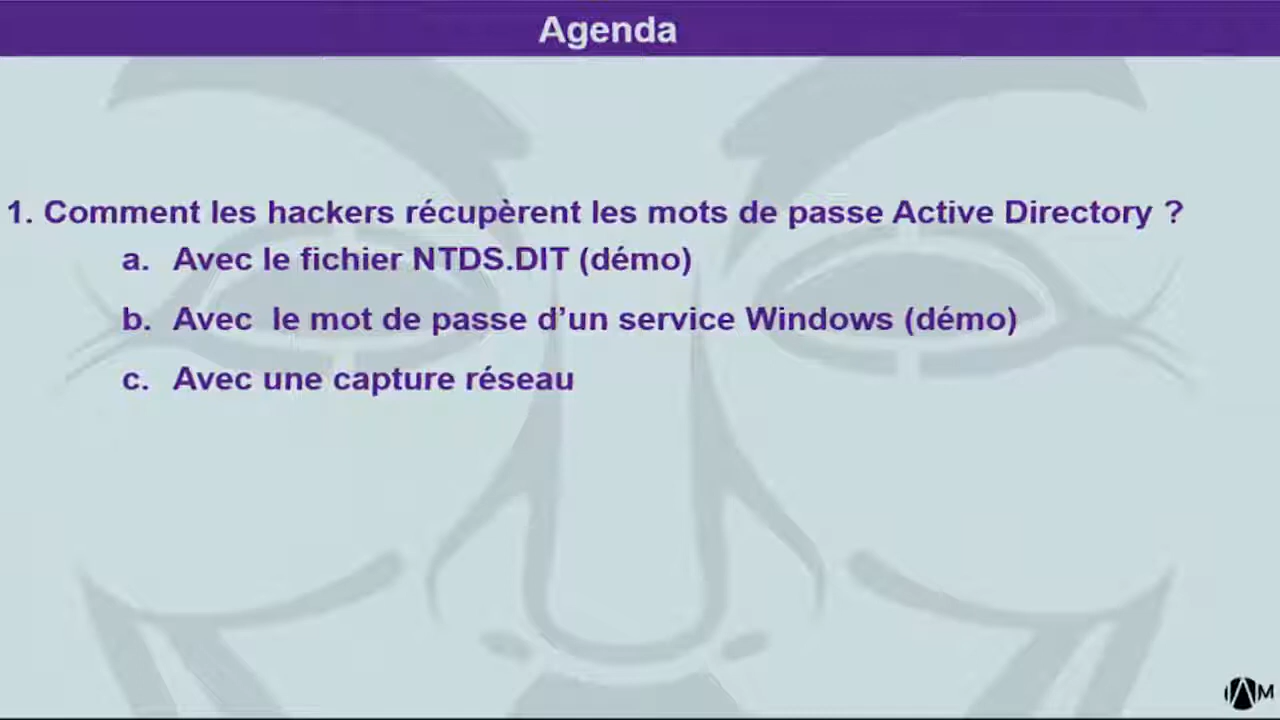 Agenda
1. Comment les hackers récupèrent les mots de passe Active Directory ?
a. Avec le fichier NTDS.DIT (démo)
b. Avec le mot de passe d’un service Windows (démo)
c. Avec une capture réseau
IAM